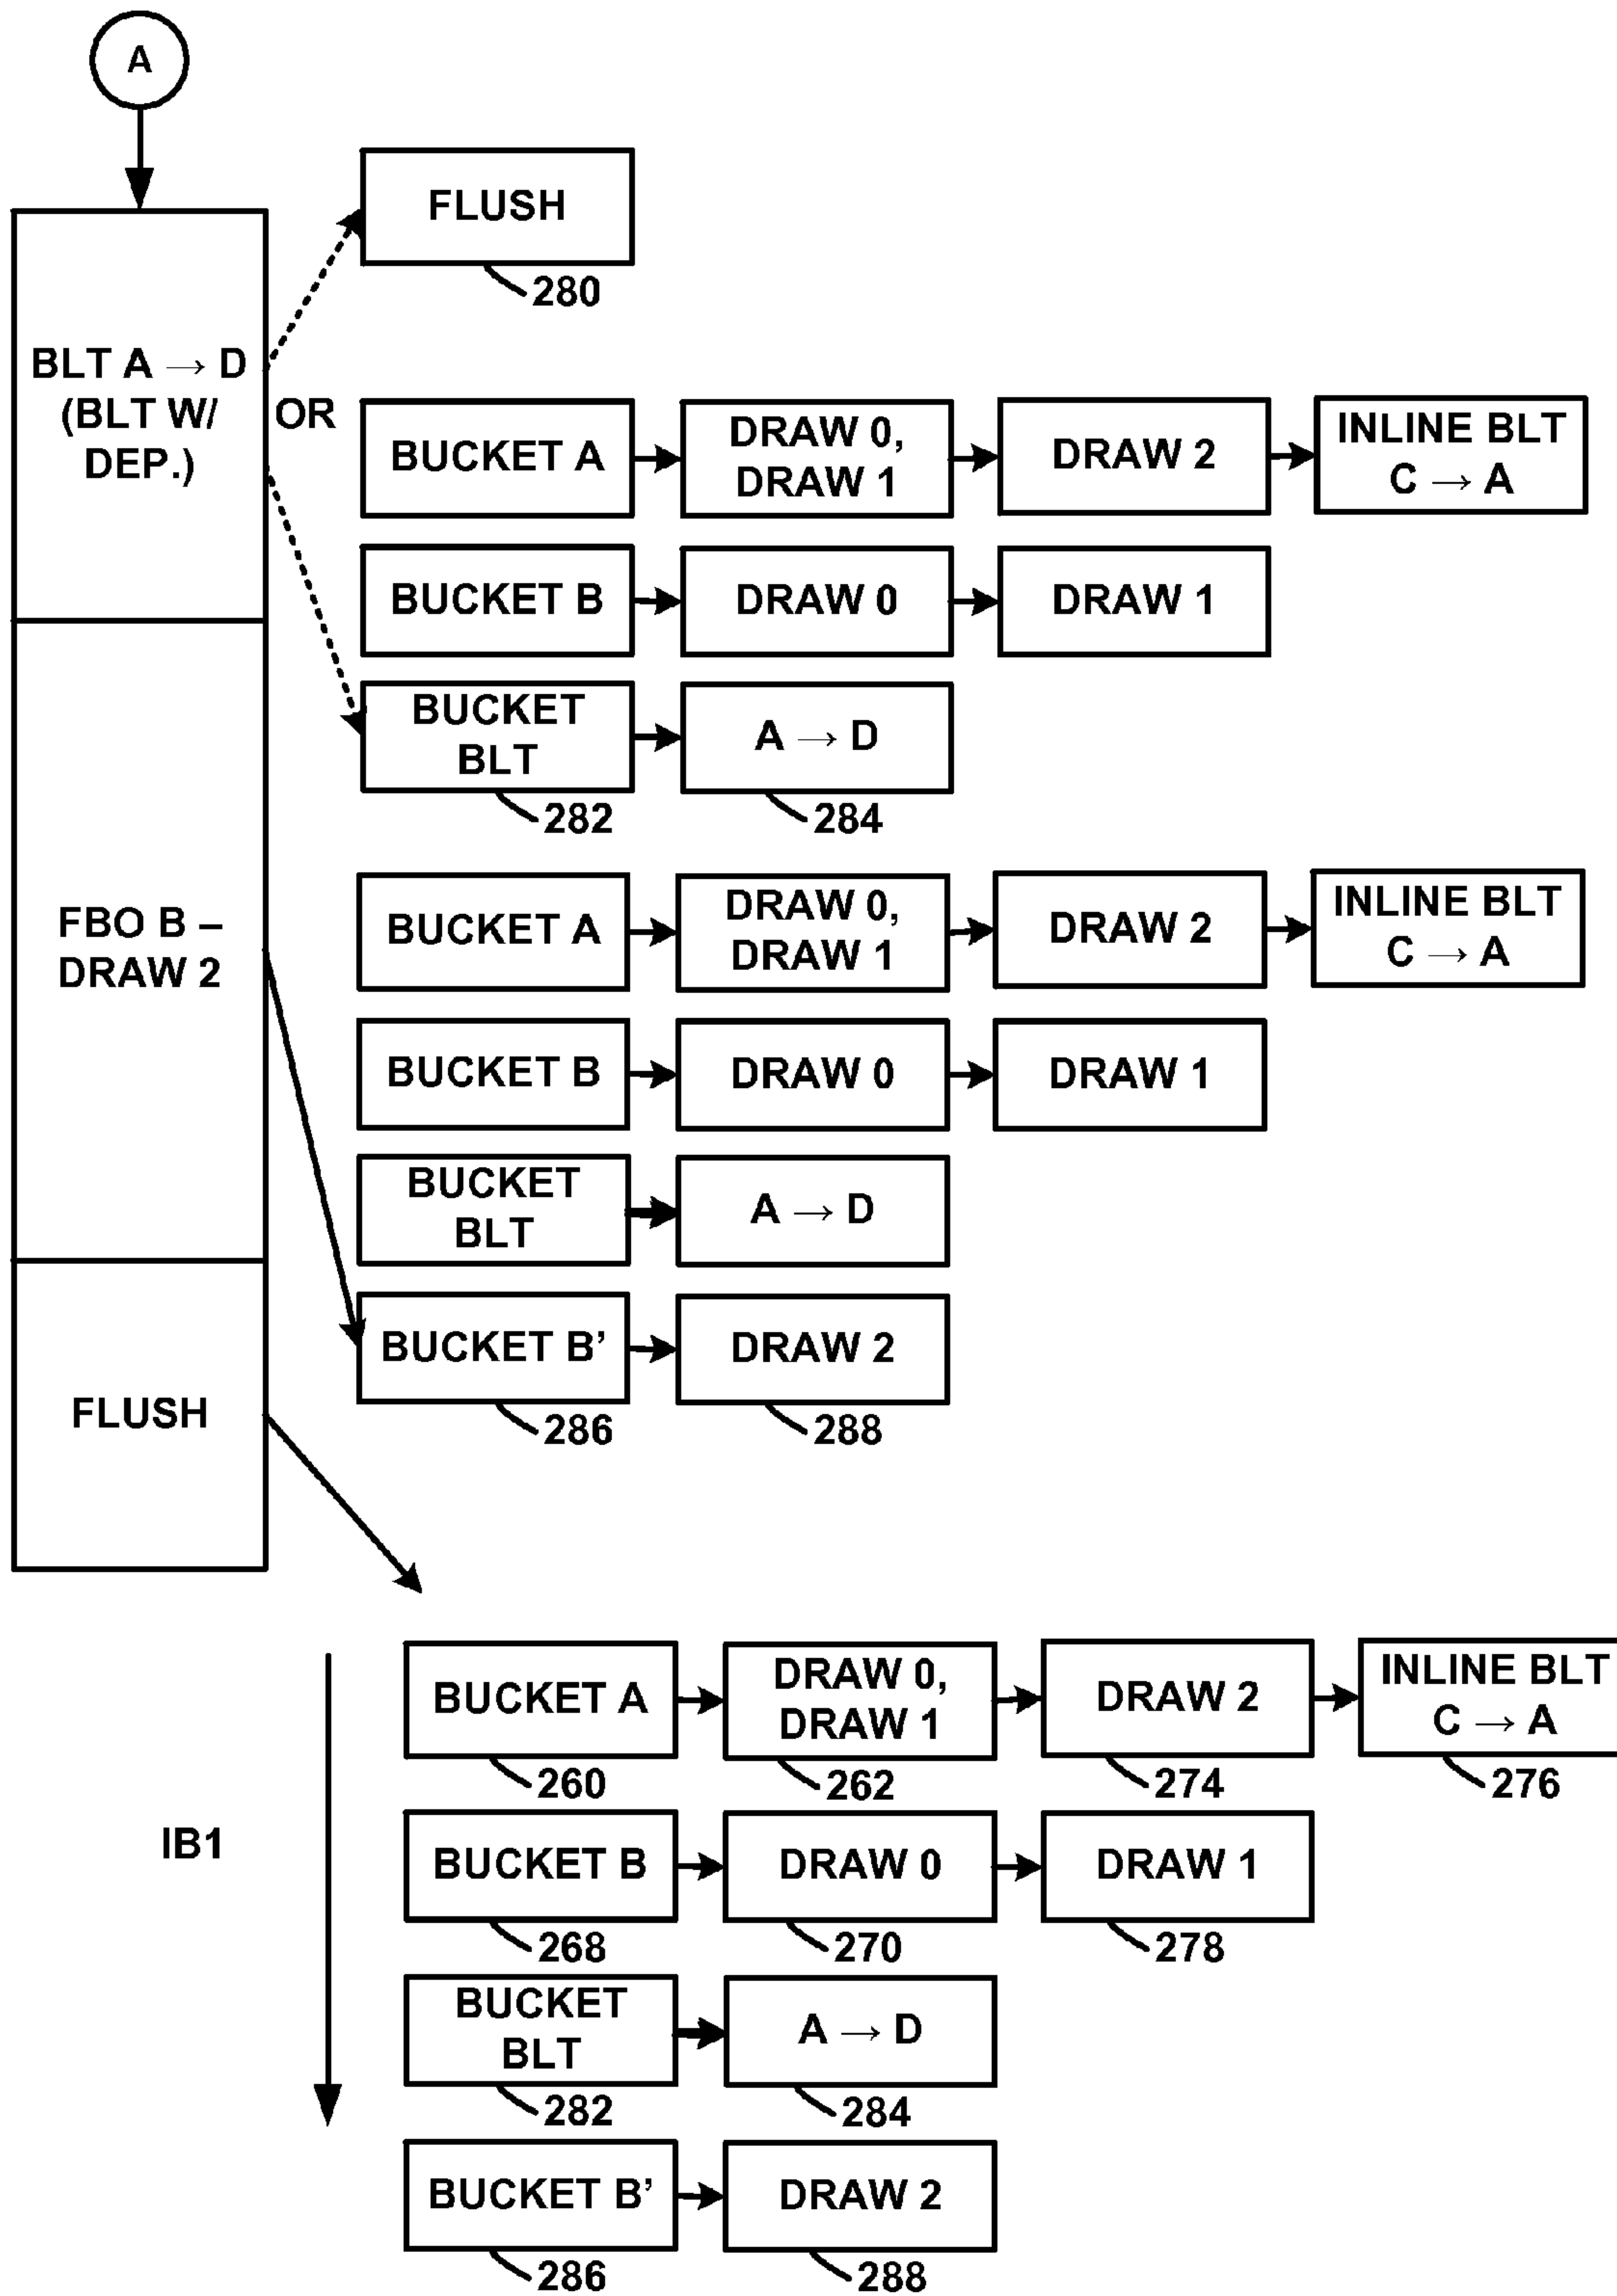 A
FLUSH
280
BLT A → D
(BLT W/
DEP.)
OR
BUCKET A
DRAW 0,
DRAW 1
DRAW 2
INLINE BLT
C → A
BUCKET B
DRAW 0
DRAW 1
BUCKET
BLT
A → D
282
284
FBO B –
DRAW 2
BUCKET A
DRAW 0,
DRAW 1
DRAW 2
INLINE BLT
C → A
BUCKET B
DRAW 0
DRAW 1
BUCKET
BLT
A → D
BUCKET B’
DRAW 2
286
288
FLUSH
IB1
BUCKET A
DRAW 0,
DRAW 1
DRAW 2
INLINE BLT
C → A
260
262
274
276
BUCKET B
DRAW 0
DRAW 1
268
270
278
BUCKET
BLT
A → D
282
284
BUCKET B’
DRAW 2
286
288